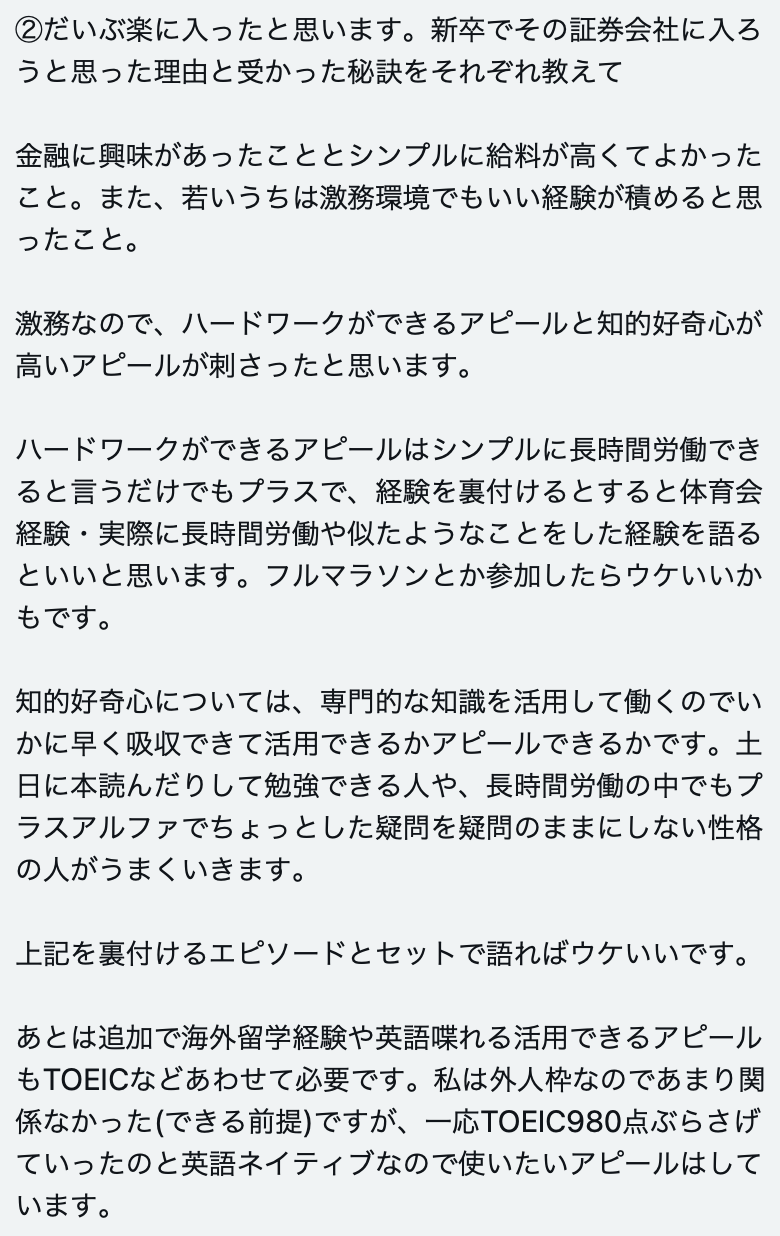 ②だいぶ楽に入ったと思います。新卒でその証券会社に入ろ
うと思った理由と受かった秘訣をそれぞれ教えて
金融に興味があったこととシンプルに給料が高くてよかった
こと。また、若いうちは激務環境でもいい経験が積めると思
ったこと。
激務なので、ハードワークができるアピールと知的好奇心が
高いアピールが刺さったと思います。
ハードワークができるアピールはシンプルに長時間労働でき
ると言うだけでもプラスで、経験を裏付けるとすると体育会
経験・実際に長時間労働や似たようなことをした経験を語る
といいと思います。フルマラソンとか参加したらウケいいか
もです。
知的好奇心については、専門的な知識を活用して働くのでい
かに早く吸収できて活用できるかアピールできるかです。土
日に本読んだりして勉強できる人や、長時間労働の中でもプ
ラスアルファでちょっとした疑問を疑問のままにしない性格
の人がうまくいきます。
上記を裏付けるエピソードとセットで語ればウケいいです。
あとは追加で海外留学経験や英語喋れる活用できるアピール
もTOEICなどあわせて必要です。私は外人枠なのであまり関
係なかった(できる前提)ですが、一応TOEIC980点ぶらさげ
ていったのと英語ネイティブなので使いたいアピールはして
います。